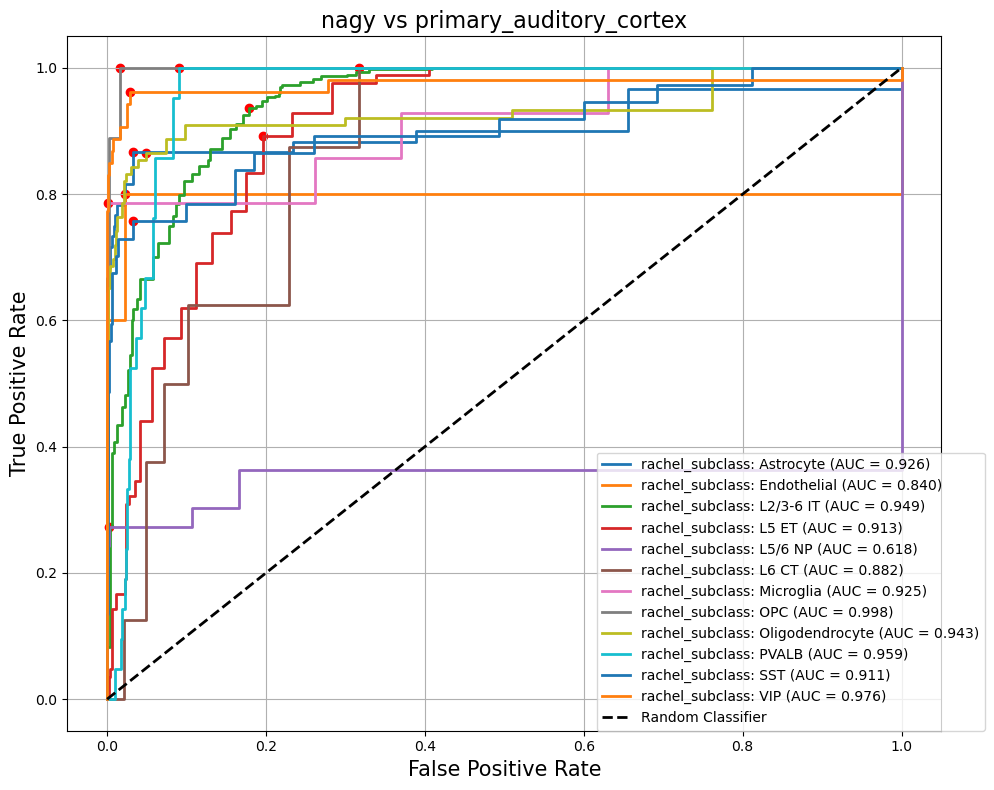 nagy vs primary_auditory_cortex
True Positive Rate
1.0
0.8
0.6
0.4
0.2
0.0
rachel_subclass: Astrocyte (AUC = 0.926)
rachel_subclass: Endothelial (AUC = 0.840)
rachel_subclass: L2/3-6 IT (AUC = 0.949)
rachel_subclass: L5 ET (AUC = 0.913)
rachel_subclass: L5/6 NP (AUC = 0.618)
rachel_subclass: L6 CT (AUC = 0.882)
rachel_subclass: Microglia (AUC = 0.925)
rachel_subclass: OPC (AUC = 0.998)
rachel_subclass: Oligodendrocyte (AUC = 0.943)
rachel_subclass: PVALB (AUC = 0.959)
rachel_subclass: SST (AUC = 0.911)
rachel_subclass: VIP (AUC = 0.976)
Random Classifier
0.0 0.2 0.4 0.6 0.8 1.0
False Positive Rate